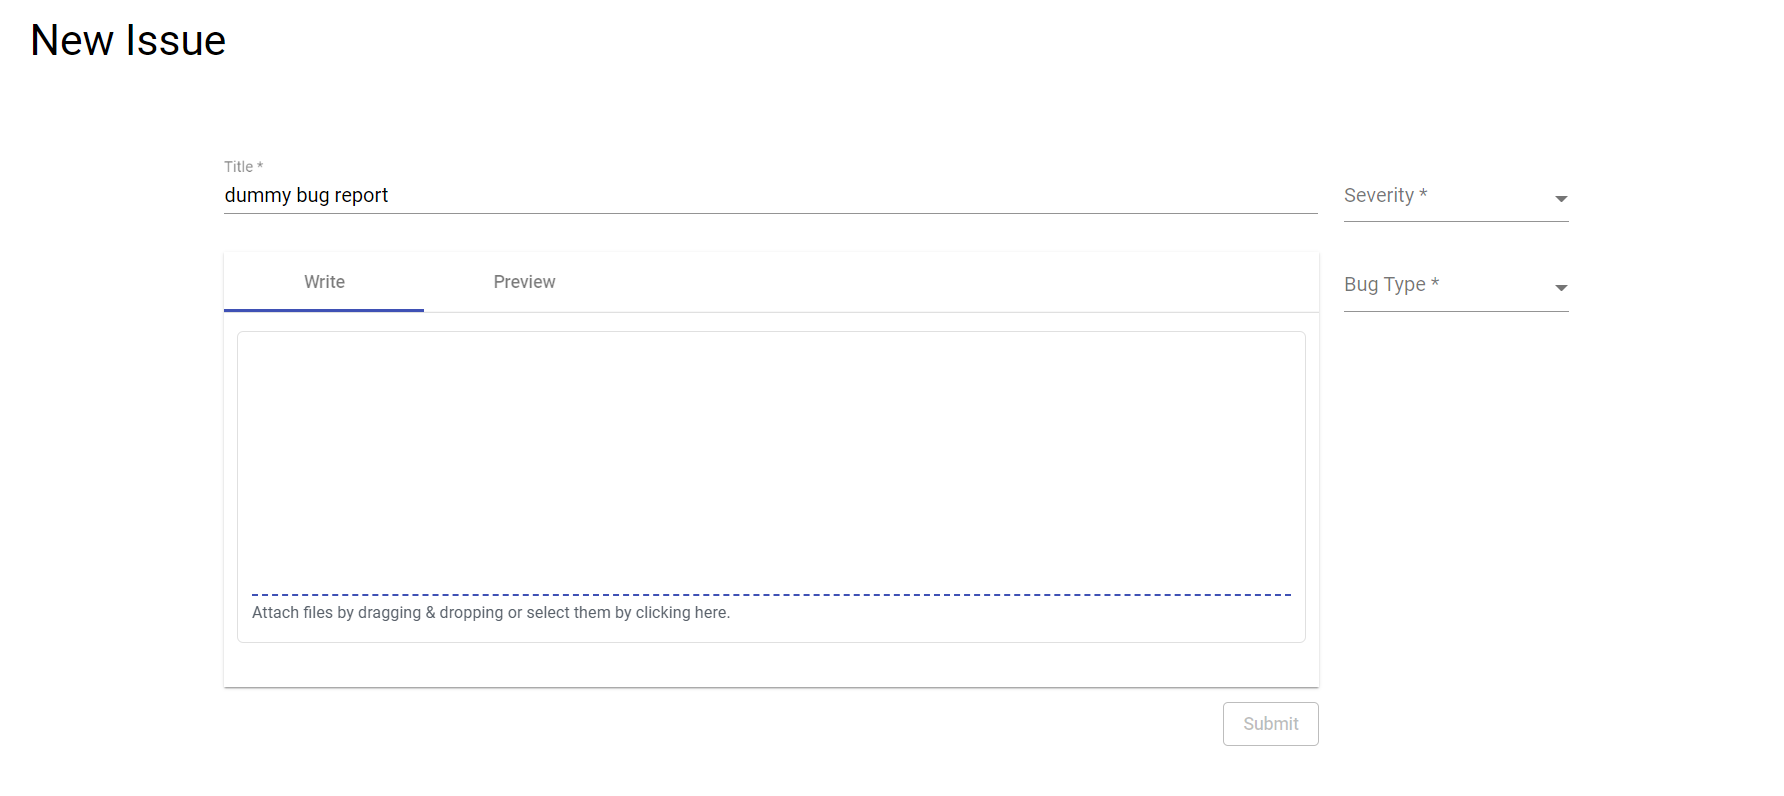 New Issue
Title *
dummy bug report
Severity *
Write
Preview
Bug Type *
Attach files by dragging & dropping or select them by clicking here.
Submit